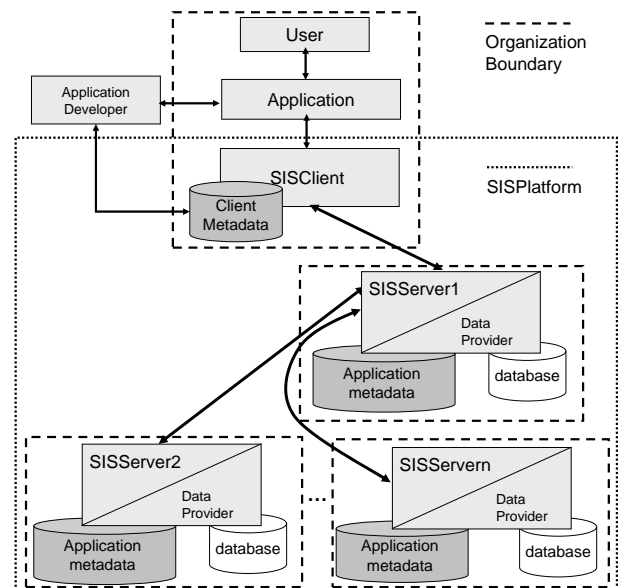 User
Organization
Boundary
Application
Developer
Application
SISClient
SISPlatform
Client
Metadata
SISServer1
Data
Provider
Application
metadata
database
SISServer2
Data
Provider
Application
metadata
database
...
SISServern
Data
Provider
Application
metadata
database